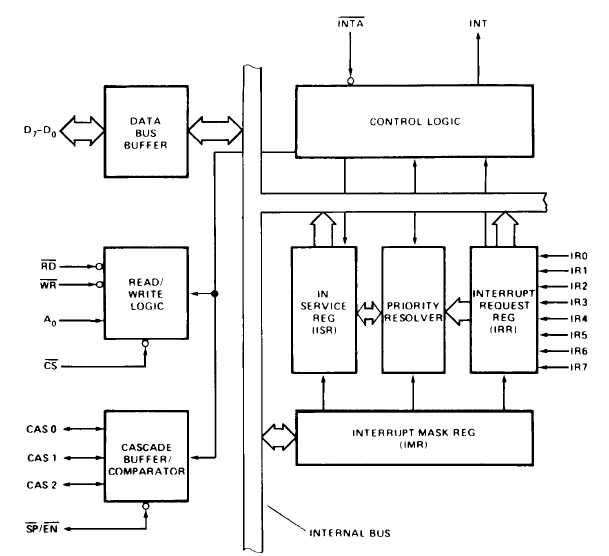 INTA
INT
DATA
BUS
BUFFER
D7-D0
CONTROL LOGIC
RD
WR
A0
CS
READ/
WRITE
LOGIC
IN
SERVICE
REG
(ISR)
PRIORITY
RESOLVER
INTERRUPT
REQUEST
REG
(IRR)
IR0
IR1
IR2
IR3
IR4
IR5
IR6
IR7
CAS 0
CAS 1
CAS 2
CASCADE
BUFFER/
COMPARATOR
SP/EN
INTERRUPT MASK REG
(IMR)
INTERNAL BUS